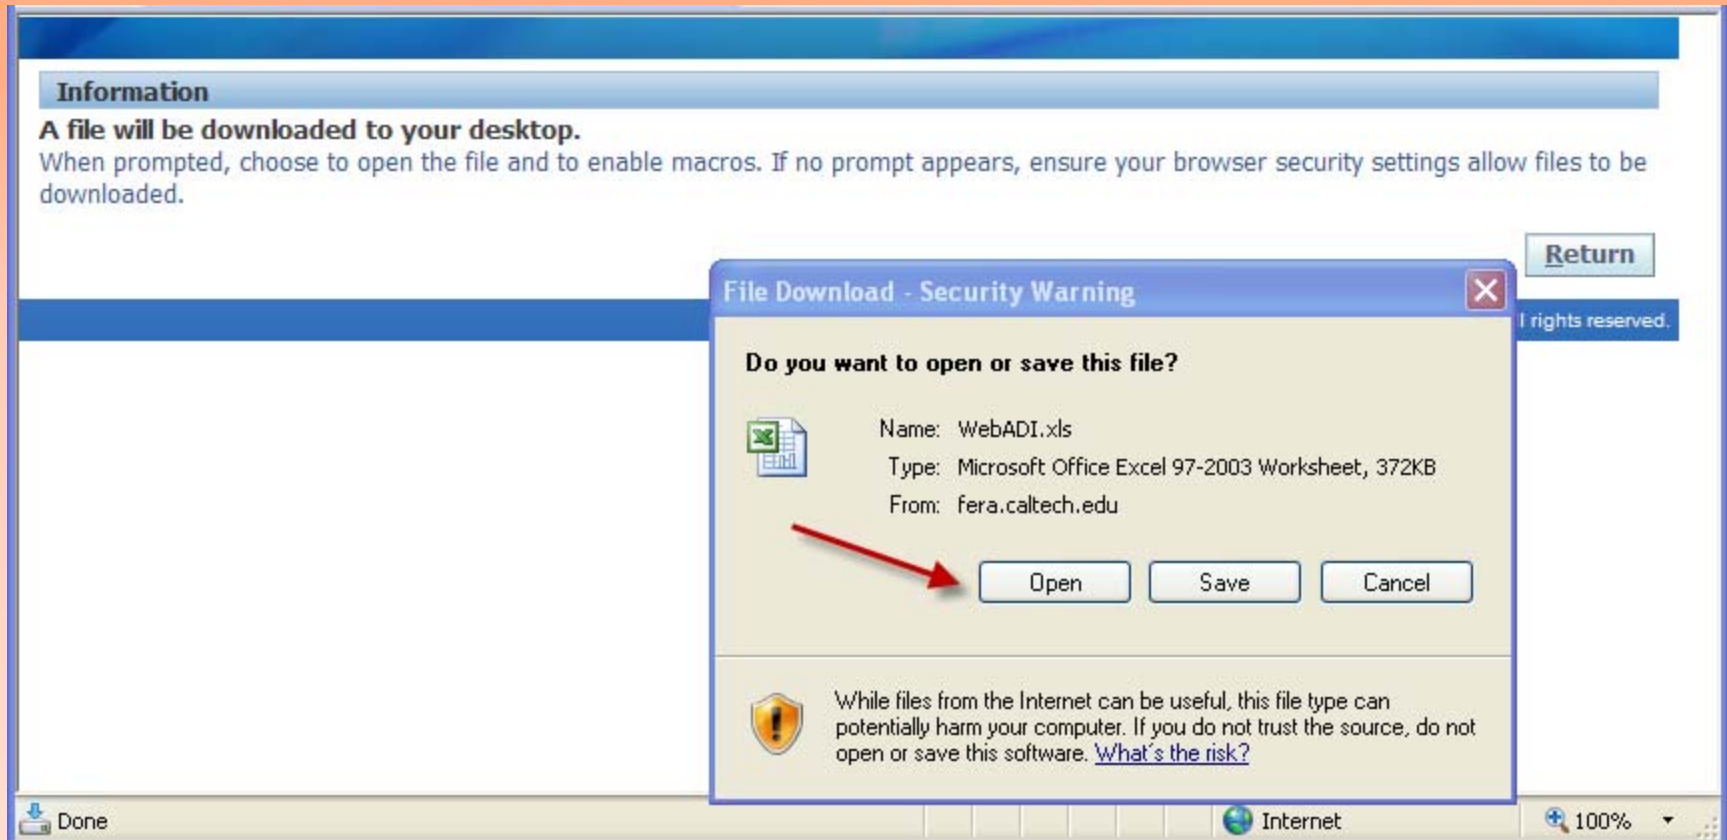 Information
A file will be downloaded to your desktop.
When prompted, choose to open the file and to enable macros. If no prompt appears, ensure your browser security settings allow files to be
downloaded.
Return
File Download - Security Warning
rights reserved.
Do you want to open or save this file?
Name: WebADI.xls
Type: Microsoft Office Excel 97-2003 Worksheet, 372KB
From: fera.caltech.edu
Open Save Cancel
While files from the Internet can be useful, this file type can
potentially harm your computer. If you do not trust the source, do not
open or save this software. What's the risk?
Done Internet 100%